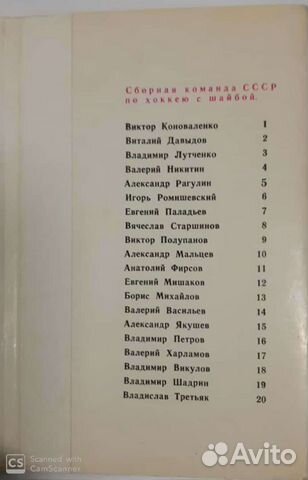 Сборная команда СССР
по хоккею с шайбой.
Виктор Коноваленко 1
Виталий Давыдов 2
Владимир Лутченко 3
Валерий Никитин 4
Александр Рагулин 5
Игорь Ромишевский 6
Евгений Паладьев 7
Вячеслав Старшинов 8
Виктор Полупанов 9
Александр Мальцев 10
Анатолий Фирсов 11
Евгений Мишаков 12
Борис Михайлов 13
Валерий Васильев 14
Александр Якушев 15
Владимир Петров 16
Валерий Харламов 17
Владимир Викулов 18
Владимир Шадрин 19
Владислав Третьяк 20
CS Scanned with
CamScanner
Avito